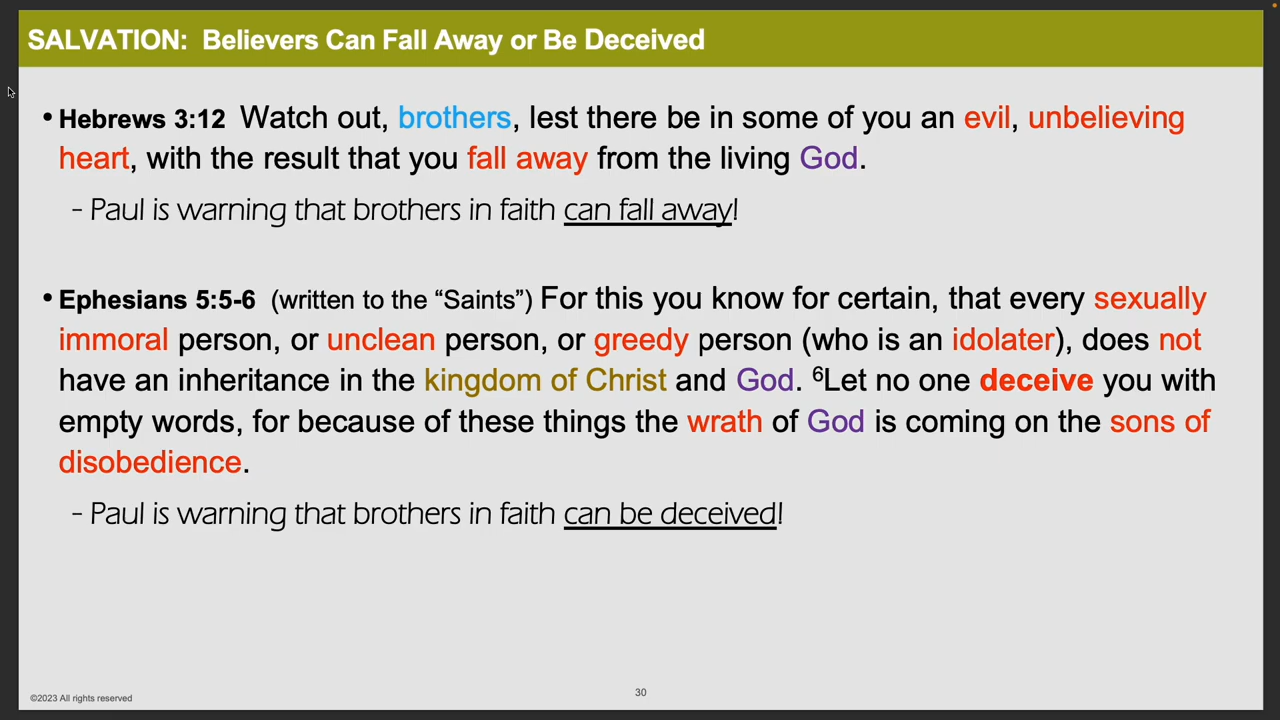 SALVATION:  Believers Can Fall Away or Be Deceived
• Hebrews 3:12  Watch out, brothers, lest there be in some of you an evil, unbelieving
heart, with the result that you fall away from the living God.
- Paul is warning that brothers in faith can fall away!
• Ephesians 5:5-6  (written to the “Saints”) For this you know for certain, that every sexually
immoral person, or unclean person, or greedy person (who is an idolater), does not
have an inheritance in the kingdom of Christ and God. ⁶Let no one deceive you with
empty words, for because of these things the wrath of God is coming on the sons of
disobedience.
- Paul is warning that brothers in faith can be deceived!
©2023 All rights reserved
30